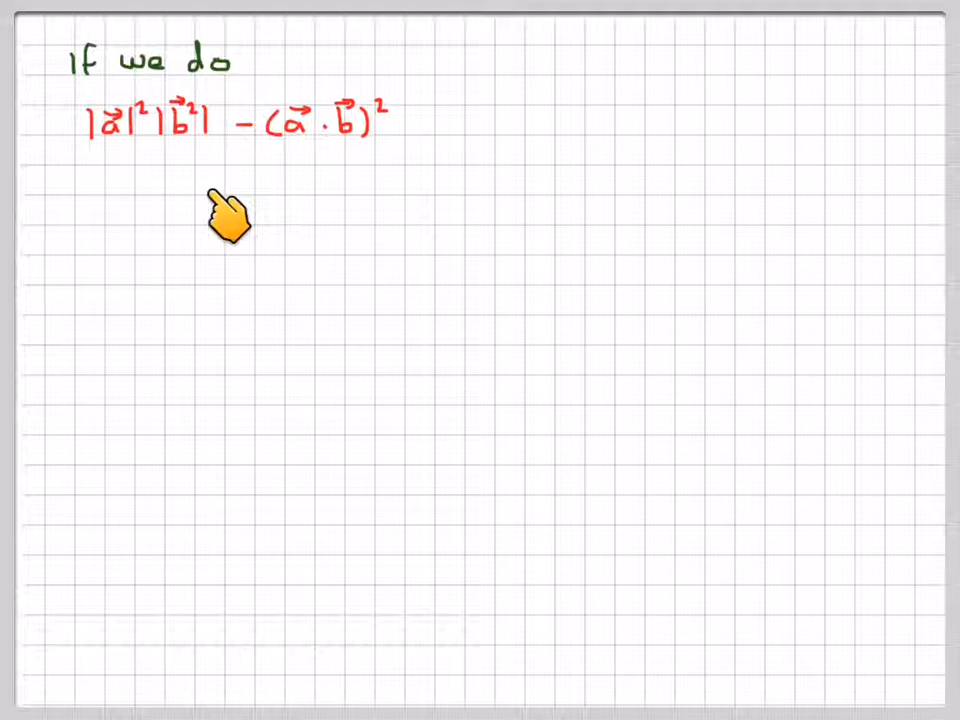 If we do
|a⃗|² |b⃗²| - (a⃗ · b⃗)²